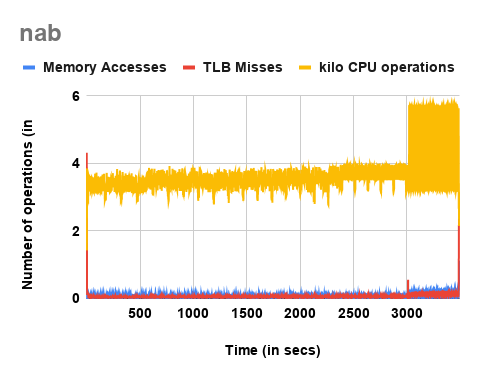 nab
Memory Accesses TLB Misses kilo CPU operations
Number of operations (in
6
4
2
0
500 1000 1500 2000 2500 3000
Time (in secs)